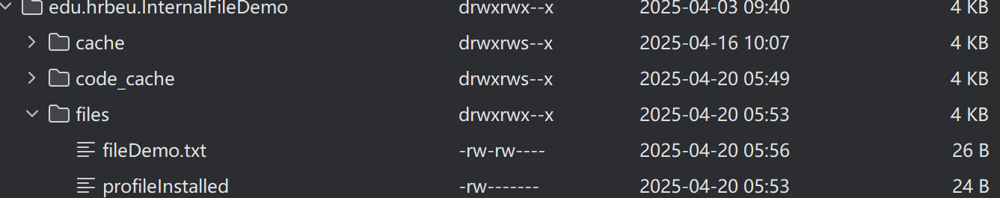 edu.hrbeu.InternalFileDemo drwxrwx--x 2025-04-03 09:40 4 KB
cache drwxrws--x 2025-04-16 10:07 4 KB
code_cache drwxrws--x 2025-04-20 05:49 4 KB
files drwxrwx--x 2025-04-20 05:53 4 KB
fileDemo.txt -rw-rw---- 2025-04-20 05:56 26 B
profileInstalled -rw------- 2025-04-20 05:53 24 B